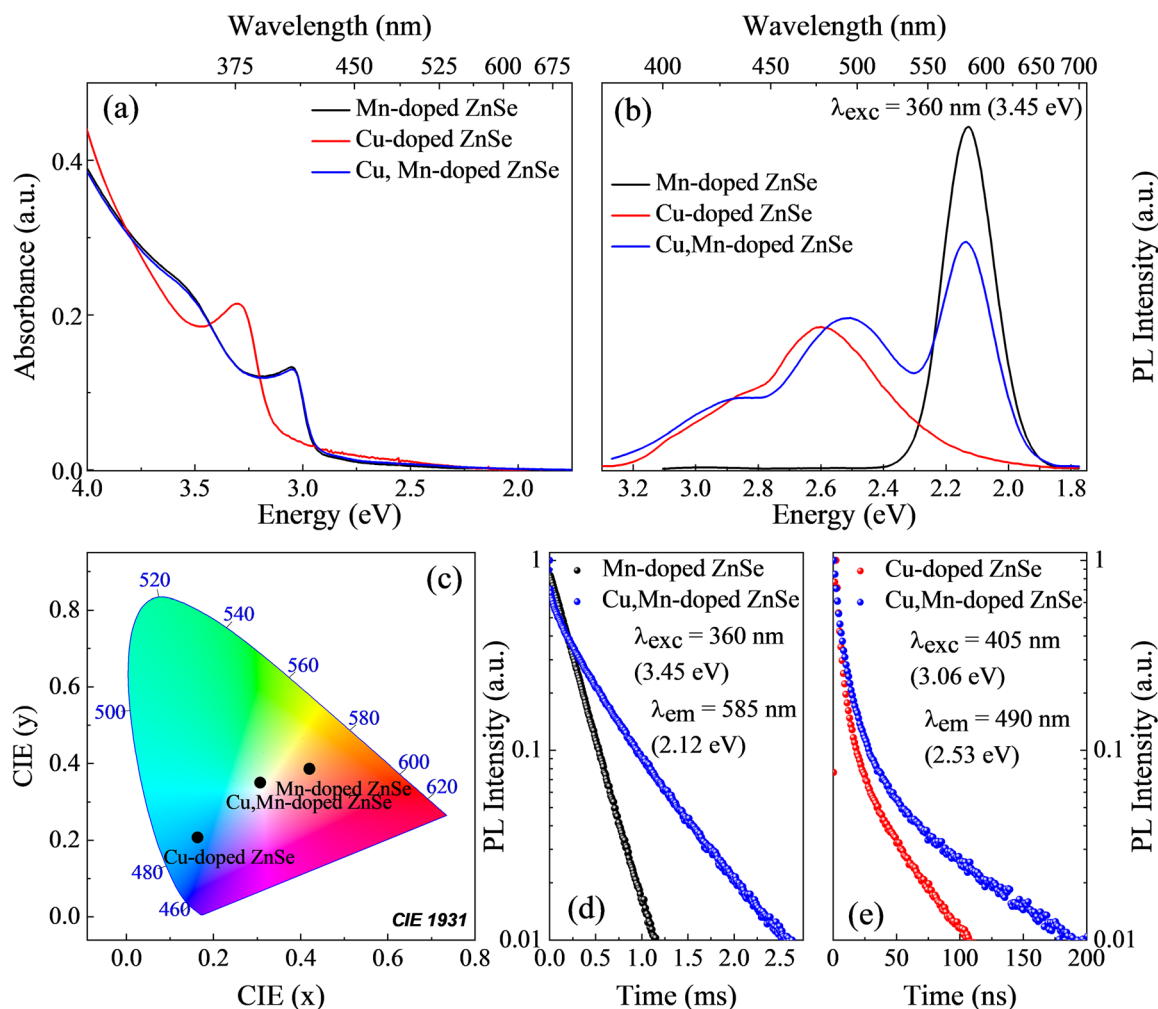 Wavelength (nm)
375 450 525 600 675
(a)
Mn-doped ZnSe
Cu-doped ZnSe
Cu, Mn-doped ZnSe
Absorbance (a.u.)
0.4
0.2
0.0
4.0 3.5 3.0 2.5 2.0
Energy (eV)
Wavelength (nm)
400 450 500 550 600 650 700
(b)
λexc = 360 nm (3.45 eV)
Mn-doped ZnSe
Cu-doped ZnSe
Cu,Mn-doped ZnSe
PL Intensity (a.u.)
3.2 3.0 2.8 2.6 2.4 2.2 2.0 1.8
Energy (eV)
(c)
CIE (y)
0.8
0.6
0.4
0.2
0.0
520
540
560
500
580
600
620
480
460
Mn-doped ZnSe
Cu,Mn-doped ZnSe
Cu-doped ZnSe
CIE 1931
0.0 0.2 0.4 0.6 0.8
CIE (x)
PL Intensity (a.u.)
1
0.1
0.01
Mn-doped ZnSe
Cu,Mn-doped ZnSe
λexc = 360 nm
(3.45 eV)
λem = 585 nm
(2.12 eV)
(d)
0.0 0.5 1.0 1.5 2.0 2.5
Time (ms)
Cu-doped ZnSe
Cu,Mn-doped ZnSe
λexc = 405 nm
(3.06 eV)
λem = 490 nm
(2.53 eV)
(e)
1
0.1
0.01
PL Intensity (a.u.)
0 50 100 150 200
Time (ns)